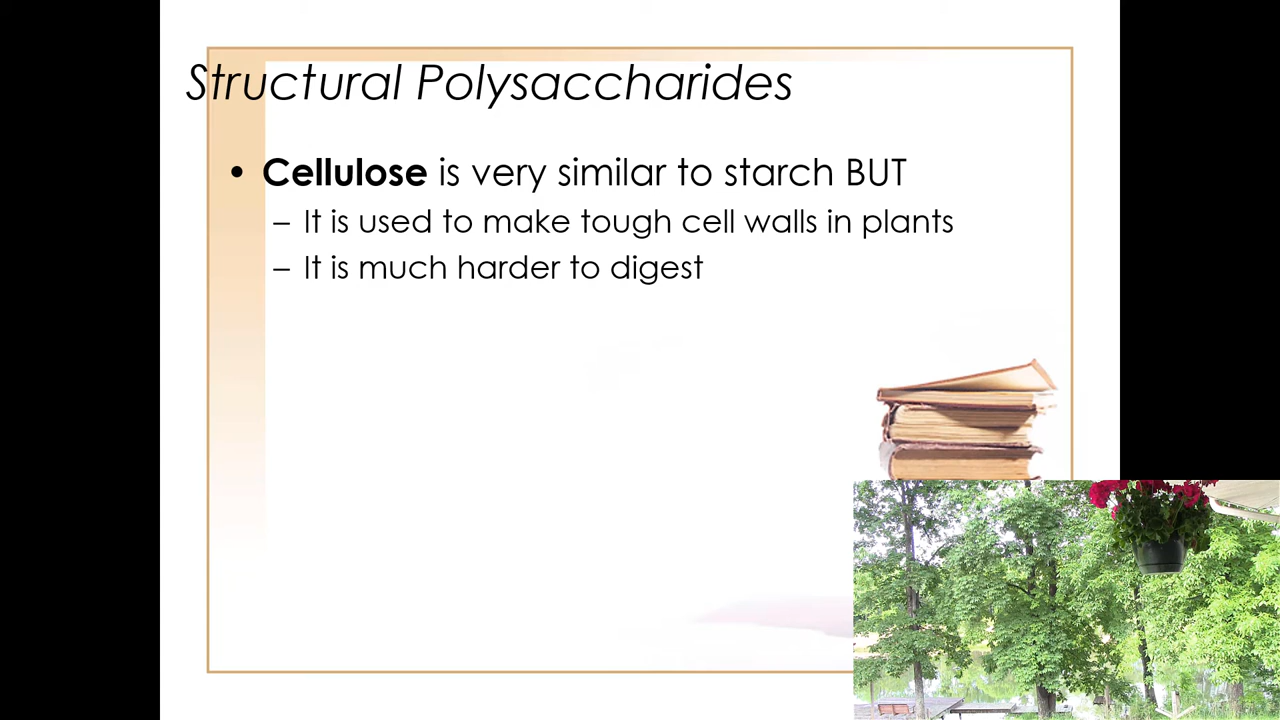 Structural Polysaccharides
• Cellulose is very similar to starch BUT
– It is used to make tough cell walls in plants
– It is much harder to digest